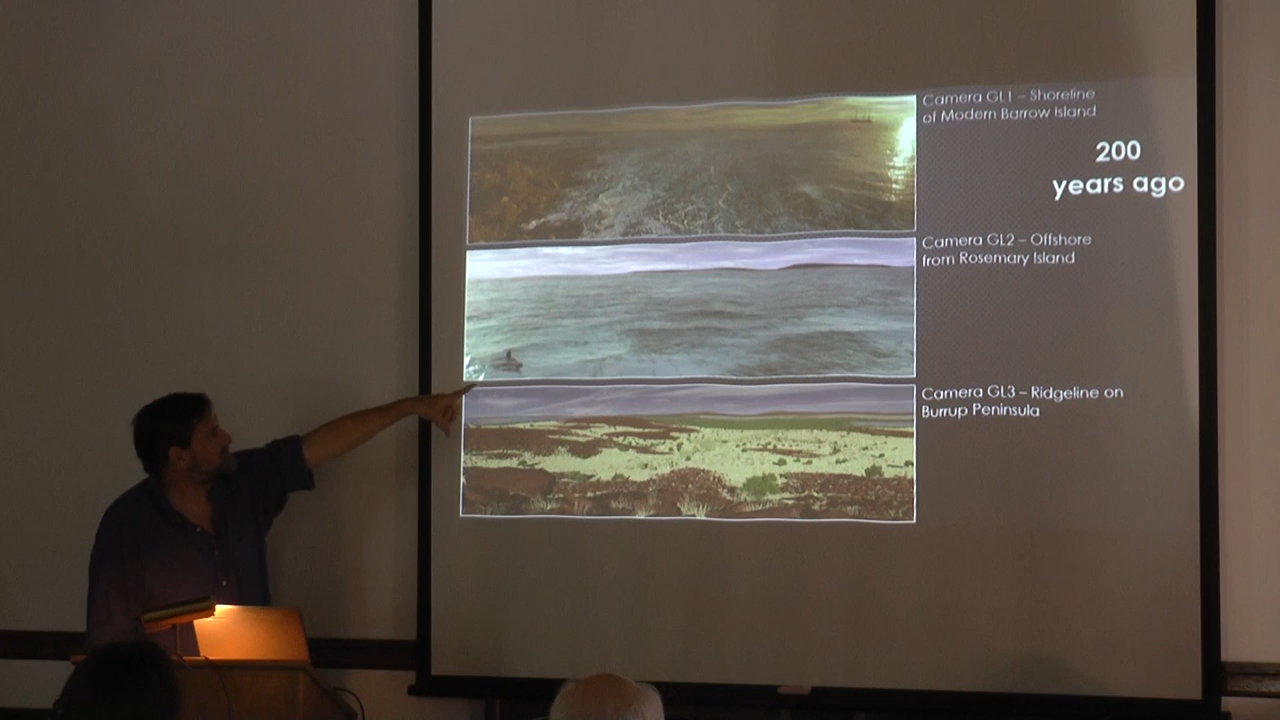 Camera GL1 – Shoreline
of Modern Barrow Island
200
years ago
Camera GL2 – Offshore
from Rosemary Island
Camera GL3 – Ridgeline on
Burrup Peninsula